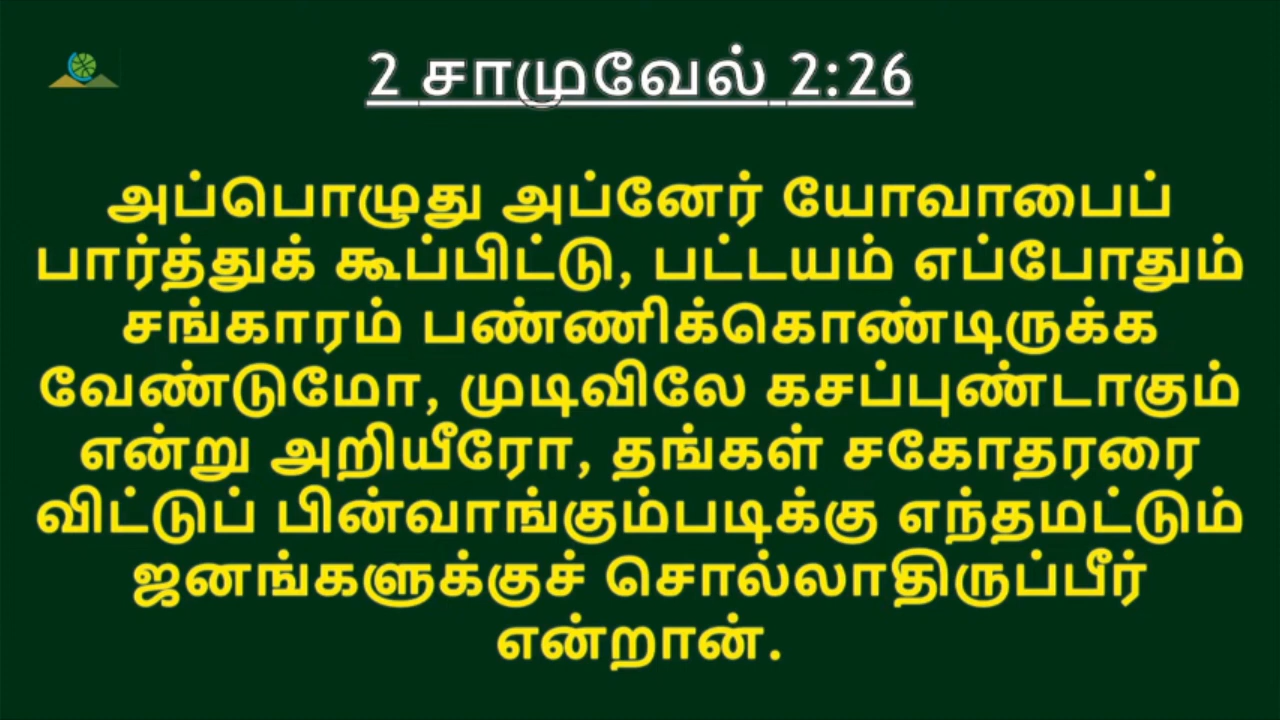 2 சாமுவேல் 2:26
அப்பொழுது அப்னேர் யோவாபைப்
பார்த்துக் கூப்பிட்டு, பட்டயம் எப்போதும்
சங்காரம் பண்ணிக்கொண்டிருக்க
வேண்டுமோ, முடிவிலே கசப்புண்டாகும்
என்று அறியீரோ, தங்கள் சகோதரரை
விட்டுப் பின்வாங்கும்படிக்கு எந்தமட்டும்
ஜனங்களுக்குச் சொல்லாதிருப்பீர்
என்றான்.